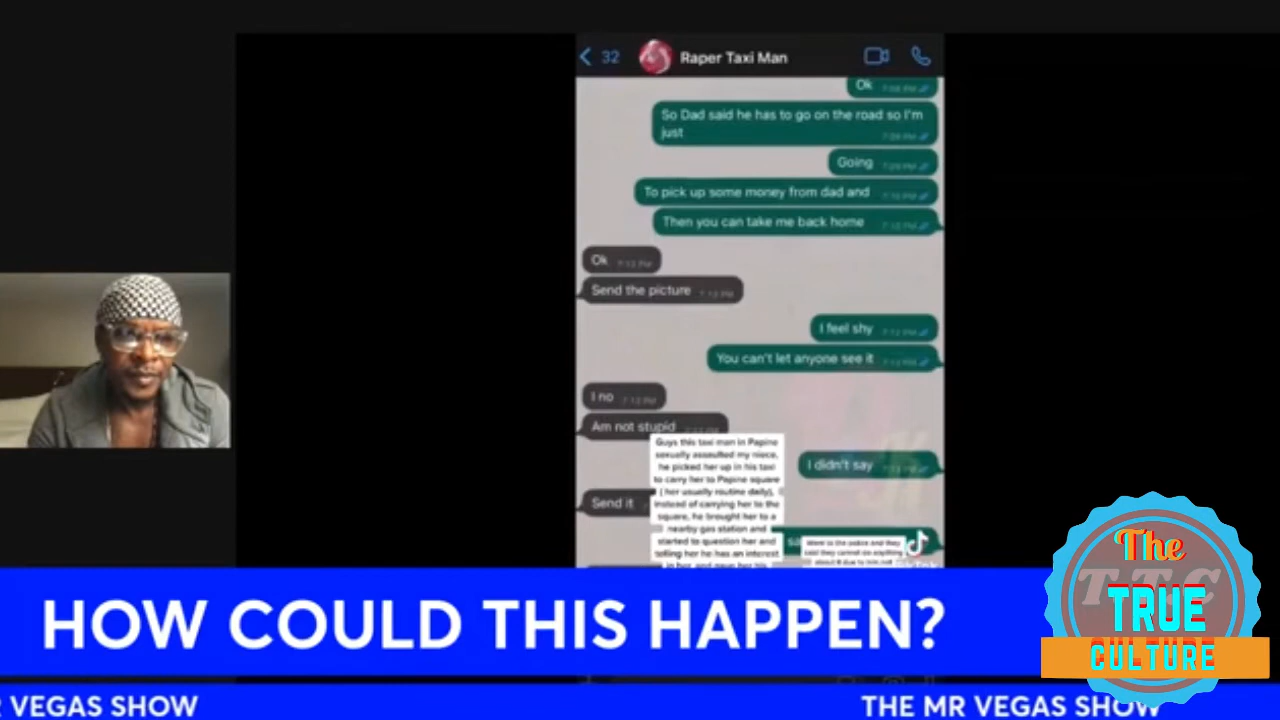 32 Raper Taxi Man
Ok
So Dad said he has to go on the road so I'm
just
Going
To pick up some money from dad and
Then you can take me back home
Ok
Send the picture
I feel shy
You can't let anyone see it
I no
Am not stupid
Guys this taxi man in Papine
sexually assaulted my niece,
he picked her up in his taxi
to carry her to Papine square
( her usually routine daily),
instead of carrying her to the
square, he brought her to a
nearby gas station and
started to question her and
telling her he has an interest
I didn't say
Send it
said they cannot do anything
HOW COULD THIS HAPPEN?
The
TTC
TRUE
CULTURE
R VEGAS SHOW
THE MR VEGAS SHOW